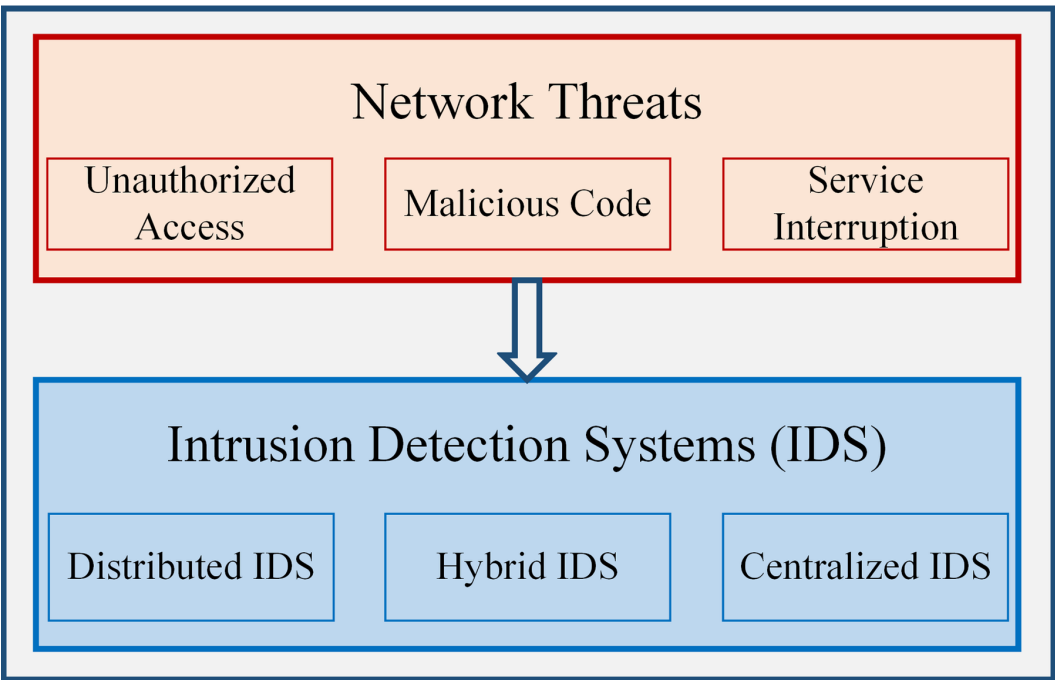 Network Threats
Unauthorized
Access
Malicious Code
Service
Interruption
Intrusion Detection Systems (IDS)
Distributed IDS
Hybrid IDS
Centralized IDS